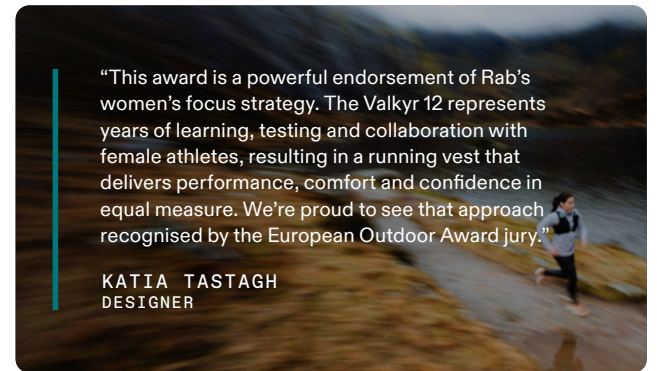 “This award is a powerful endorsement of Rab’s
women’s focus strategy. The Valkyr 12 represents
years of learning, testing and collaboration with
female athletes, resulting in a running vest that
delivers performance, comfort and confidence in
equal measure. We’re proud to see that approach
recognised by the European Outdoor Award jury.”
KATIA TASTAGH
DESIGNER